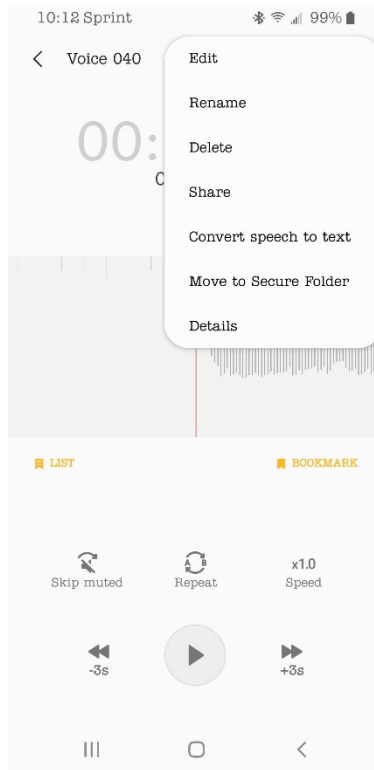 10:12 Sprint 99%
Voice 040
Edit
Rename
Delete
Share
Convert speech to text
Move to Secure Folder
Details
00:
LIST
BOOKMARK
Skip muted
A B
Repeat
x1.0
Speed
-3s
+3s